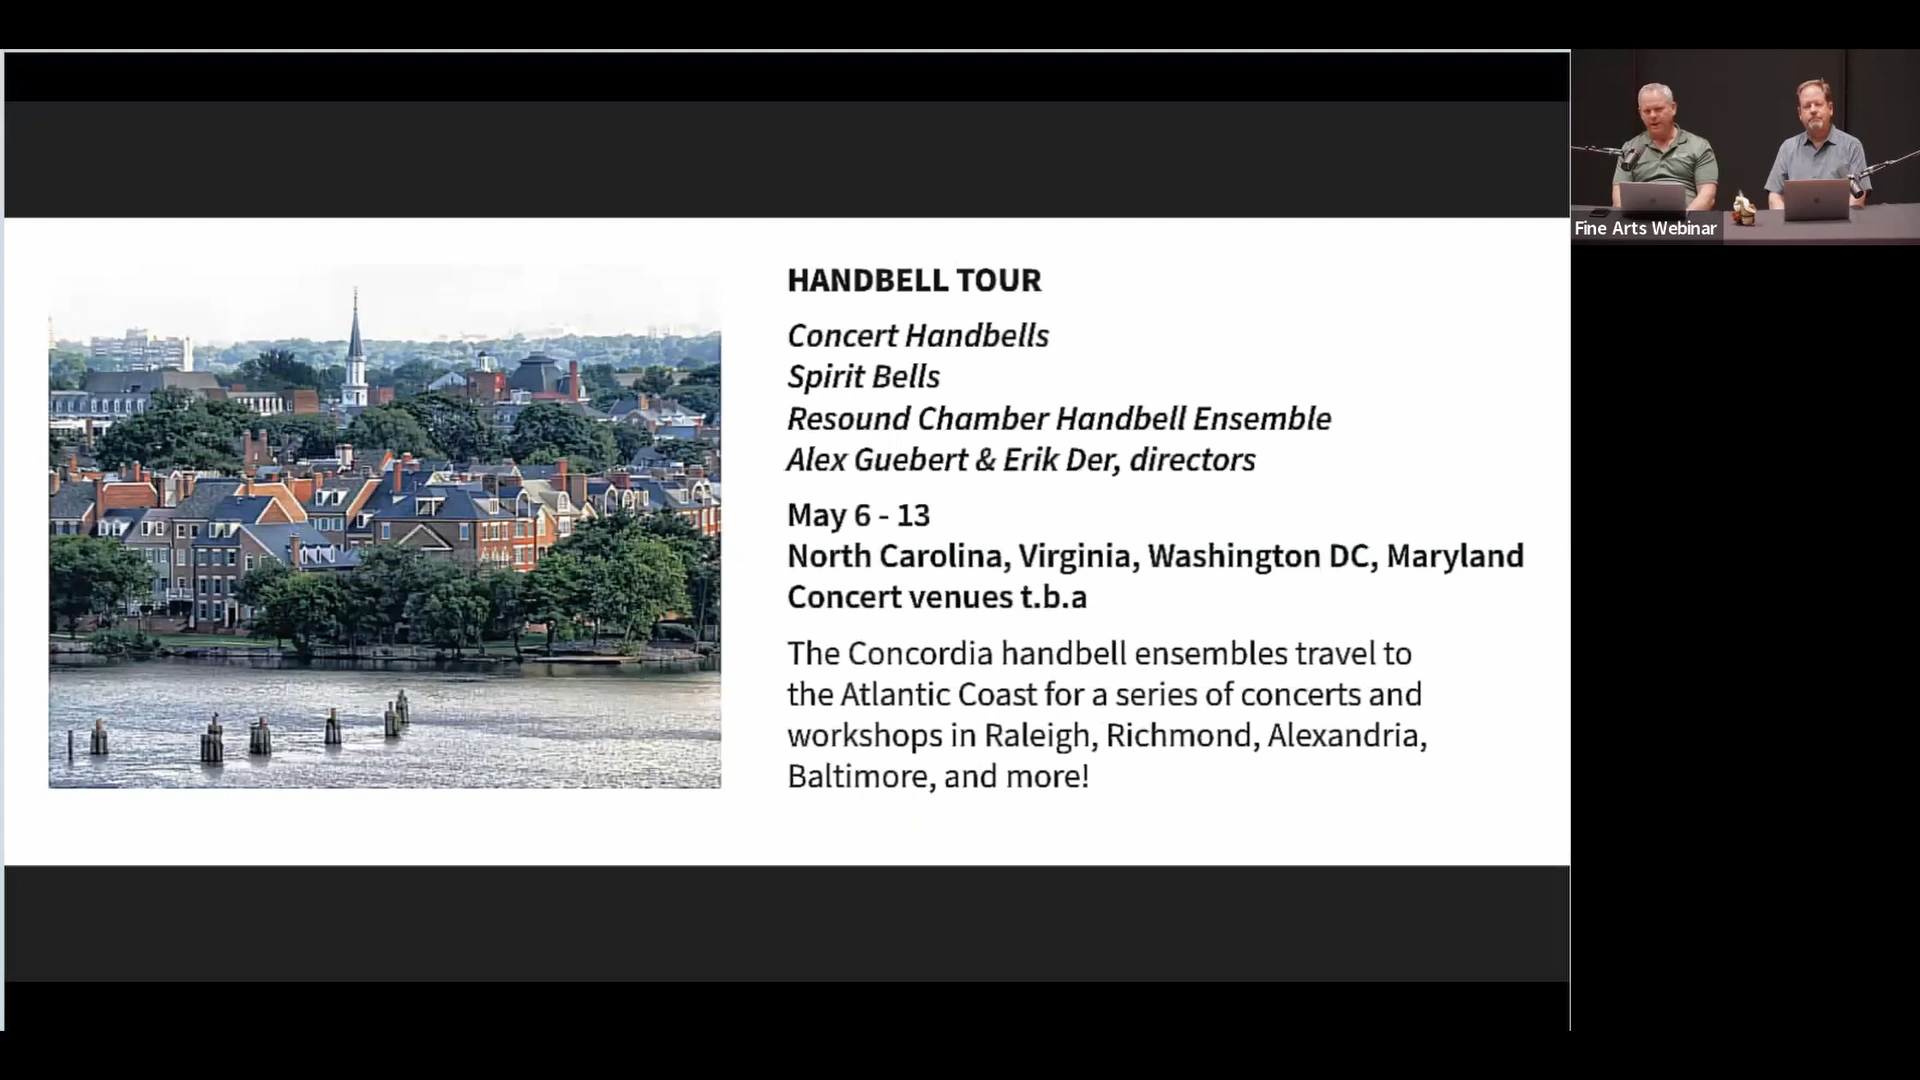 HANDBELL TOUR
Concert Handbells
Spirit Bells
Resound Chamber Handbell Ensemble
Alex Guebert & Erik Der, directors
May 6 - 13
North Carolina, Virginia, Washington DC, Maryland
Concert venues t.b.a
The Concordia handbell ensembles travel to
the Atlantic Coast for a series of concerts and
workshops in Raleigh, Richmond, Alexandria,
Baltimore, and more!
Fine Arts Webinar